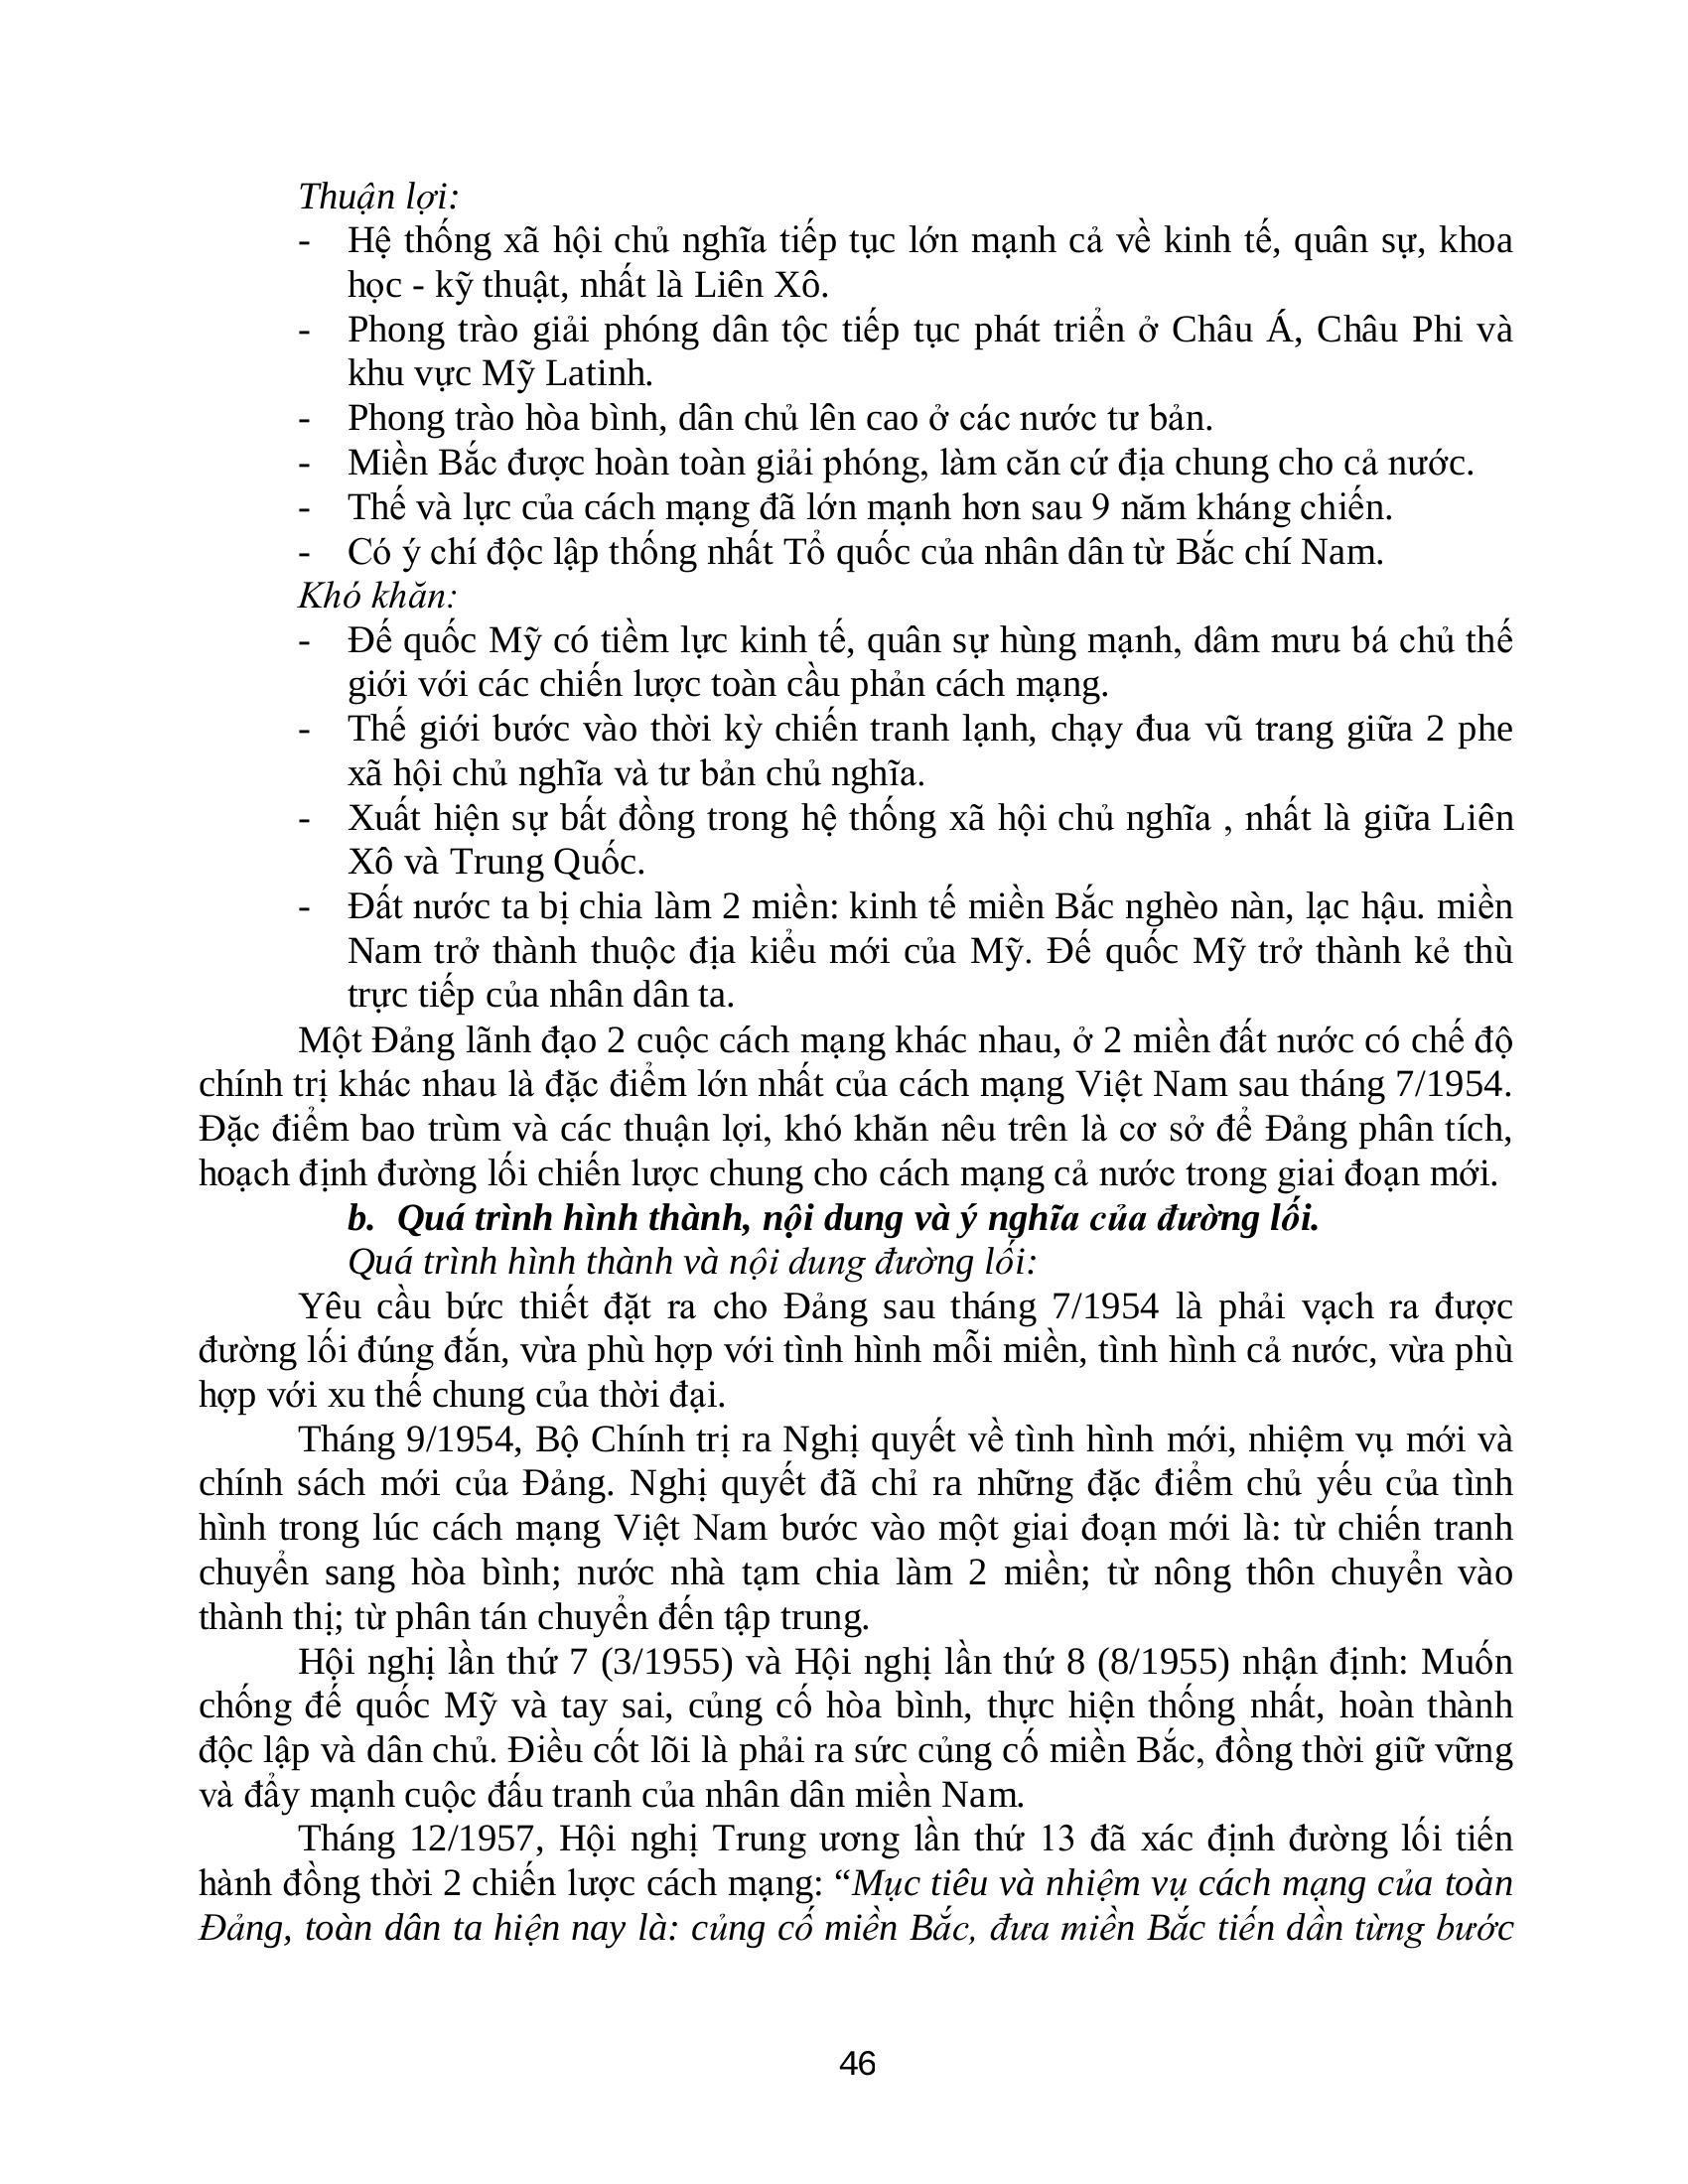 Thuận lợi:
- Hệ thống xã hội chủ nghĩa tiếp tục lớn mạnh cả về kinh tế, quân sự, khoa
học - kỹ thuật, nhất là Liên Xô.
- Phong trào giải phóng dân tộc tiếp tục phát triển ở Châu Á, Châu Phi và
khu vực Mỹ Latinh.
- Phong trào hòa bình, dân chủ lên cao ở các nước tư bản.
- Miền Bắc được hoàn toàn giải phóng, làm căn cứ địa chung cho cả nước.
- Thế và lực của cách mạng đã lớn mạnh hơn sau 9 năm kháng chiến.
- Có ý chí độc lập thống nhất Tổ quốc của nhân dân từ Bắc chí Nam.
Khó khăn:
- Đế quốc Mỹ có tiềm lực kinh tế, quân sự hùng mạnh, dâm mưu bá chủ thế
giới với các chiến lược toàn cầu phản cách mạng.
- Thế giới bước vào thời kỳ chiến tranh lạnh, chạy đua vũ trang giữa 2 phe
xã hội chủ nghĩa và tư bản chủ nghĩa.
- Xuất hiện sự bất đồng trong hệ thống xã hội chủ nghĩa , nhất là giữa Liên
Xô và Trung Quốc.
- Đất nước ta bị chia làm 2 miền: kinh tế miền Bắc nghèo nàn, lạc hậu. miền
Nam trở thành thuộc địa kiểu mới của Mỹ. Đế quốc Mỹ trở thành kẻ thù
trực tiếp của nhân dân ta.
Một Đảng lãnh đạo 2 cuộc cách mạng khác nhau, ở 2 miền đất nước có chế độ
chính trị khác nhau là đặc điểm lớn nhất của cách mạng Việt Nam sau tháng 7/1954.
Đặc điểm bao trùm và các thuận lợi, khó khăn nêu trên là cơ sở để Đảng phân tích,
hoạch định đường lối chiến lược chung cho cách mạng cả nước trong giai đoạn mới.
b. Quá trình hình thành, nội dung và ý nghĩa của đường lối.
Quá trình hình thành và nội dung đường lối:
Yêu cầu bức thiết đặt ra cho Đảng sau tháng 7/1954 là phải vạch ra được
đường lối đúng đắn, vừa phù hợp với tình hình mỗi miền, tình hình cả nước, vừa phù
hợp với xu thế chung của thời đại.
Tháng 9/1954, Bộ Chính trị ra Nghị quyết về tình hình mới, nhiệm vụ mới và
chính sách mới của Đảng. Nghị quyết đã chỉ ra những đặc điểm chủ yếu của tình
hình trong lúc cách mạng Việt Nam bước vào một giai đoạn mới là: từ chiến tranh
chuyển sang hòa bình; nước nhà tạm chia làm 2 miền; từ nông thôn chuyển vào
thành thị; từ phân tán chuyển đến tập trung.
Hội nghị lần thứ 7 (3/1955) và Hội nghị lần thứ 8 (8/1955) nhận định: Muốn
chống đế quốc Mỹ và tay sai, củng cố hòa bình, thực hiện thống nhất, hoàn thành
độc lập và dân chủ. Điều cốt lõi là phải ra sức củng cố miền Bắc, đồng thời giữ vững
và đẩy mạnh cuộc đấu tranh của nhân dân miền Nam.
Tháng 12/1957, Hội nghị Trung ương lần thứ 13 đã xác định đường lối tiến
hành đồng thời 2 chiến lược cách mạng: “Mục tiêu và nhiệm vụ cách mạng của toàn
Đảng, toàn dân ta hiện nay là: củng cố miền Bắc, đưa miền Bắc tiến dần từng bước
46